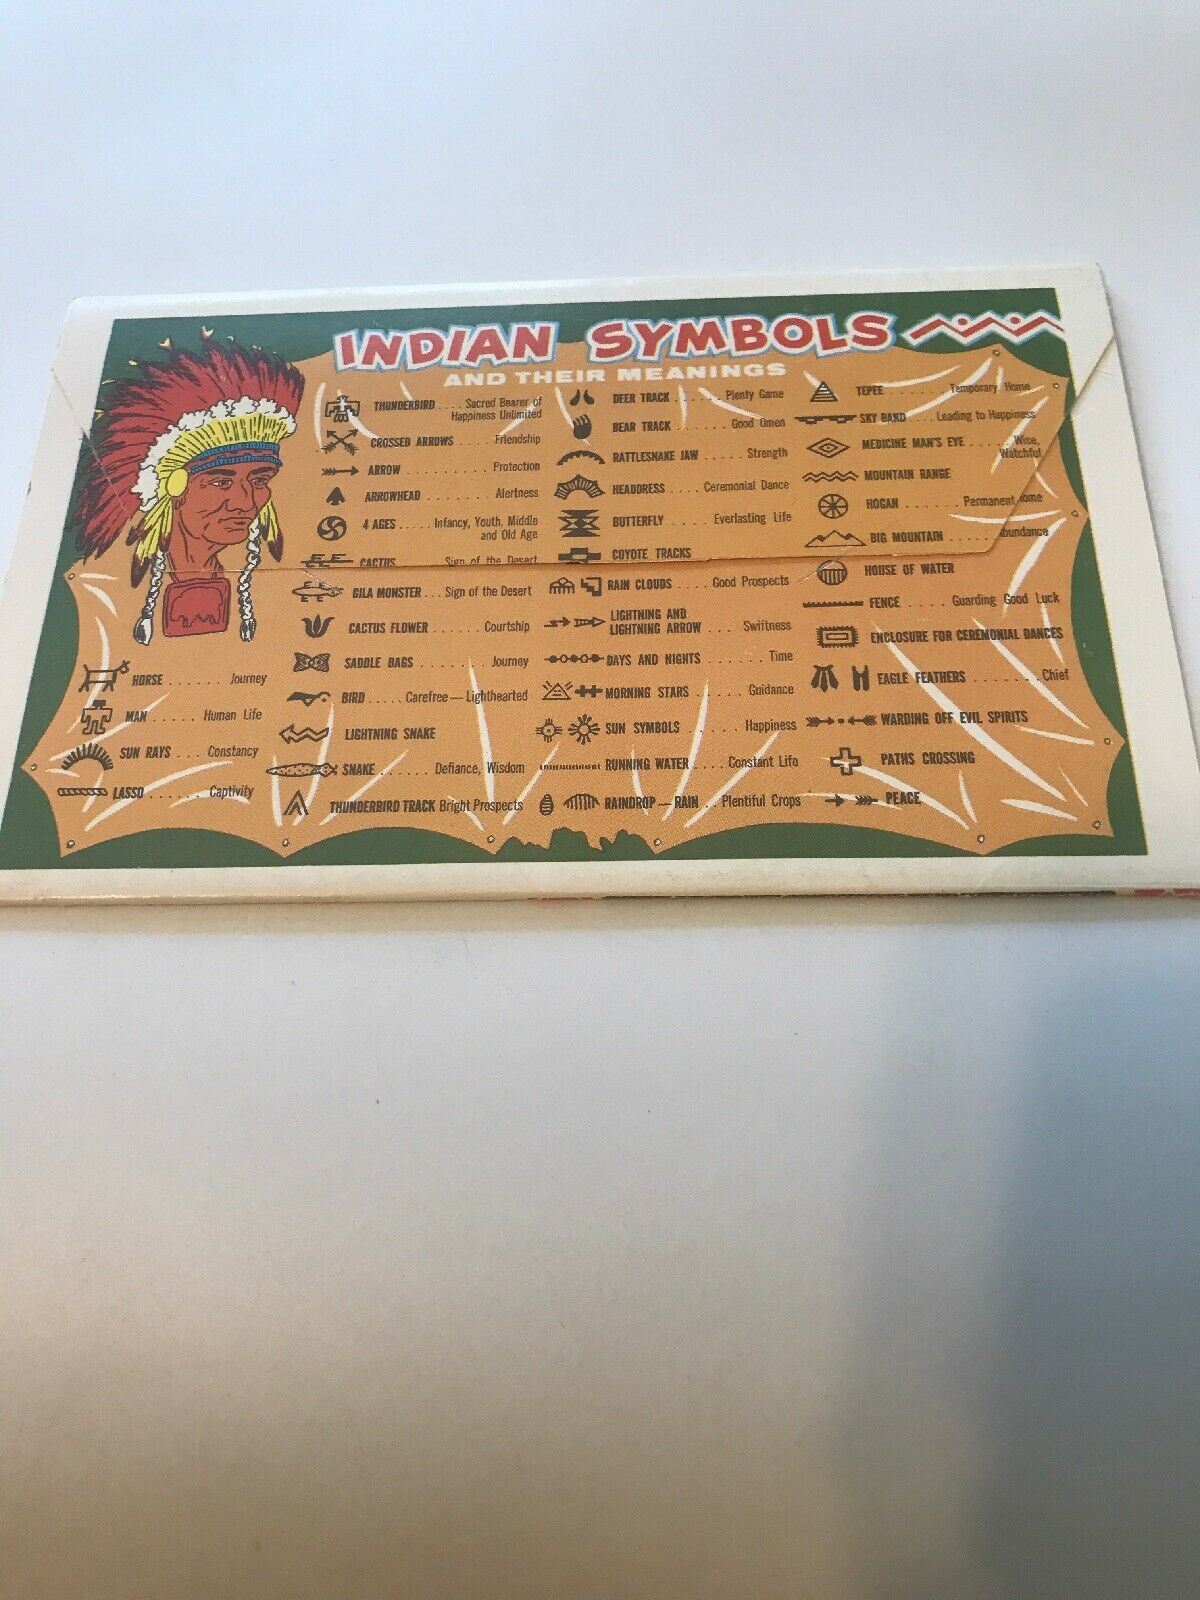 INDIAN SYMBOLS
AND THEIR MEANINGS
THUNDERBIRD .... Sacred Bearer of
Happiness Unlimited
CROSSED ARROWS ..... Friendship
ARROW .......... Protection
ARROWHEAD ....... Alertness
4 AGES .... Infancy, Youth, Middle
and Old Age
CACTUS ..... Sign of the Desert
GILA MONSTER ... Sign of the Desert
CACTUS FLOWER ...... Courtship
SADDLE BAGS ........ Journey
BIRD .... Carefree — Lighthearted
LIGHTNING SNAKE
SNAKE ...... Defiance, Wisdom
THUNDERBIRD TRACK Bright Prospects
HORSE ....... Journey
MAN ..... Human Life
SUN RAYS ... Constancy
LASSO ....... Captivity
DEER TRACK ...... Plenty Game
BEAR TRACK ....... Good Omen
RATTLESNAKE JAW ..... Strength
HEADDRESS .... Ceremonial Dance
BUTTERFLY ..... Everlasting Life
COYOTE TRACKS
RAIN CLOUDS .... Good Prospects
LIGHTNING AND
LIGHTNING ARROW ... Swiftness
DAYS AND NIGHTS ....... Time
MORNING STARS ...... Guidance
SUN SYMBOLS ...... Happiness
RUNNING WATER .... Constant Life
RAINDROP — RAIN .. Plentiful Crops
TEPEE ........ Temporary Home
SKY BAND ... Leading to Happiness
MEDICINE MAN'S EYE ..... Wise,
Watchful
MOUNTAIN RANGE
HOGAN ....... Permanent ome
BIG MOUNTAIN ..... bundance
HOUSE OF WATER
FENCE ..... Guarding Good Luck
ENCLOSURE FOR CEREMONIAL DANCES
EAGLE FEATHERS ....... Chief
WARDING OFF EVIL SPIRITS
PATHS CROSSING
PEACE